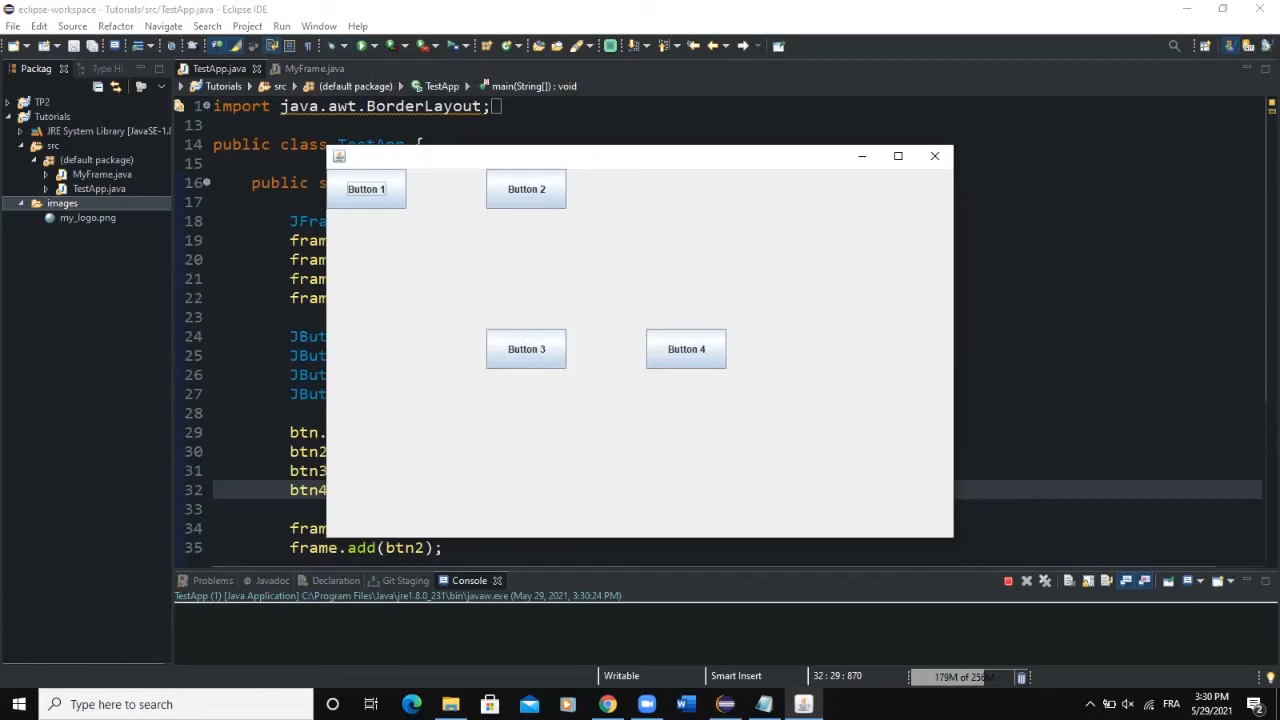 eclipse-workspace - Tutorials/src/TestApp.java - Eclipse IDE
File Edit Source Refactor Navigate Search Project Run Window Help
Packag Type Hi
TestApp.java MyFrame.java
Tutorials src (default package) TestApp main(String[]) : void
TP2
Tutorials
JRE System Library [JavaSE-1.
src
(default package)
MyFrame.java
TestApp.java
images
my_logo.png
1 import java.awt.BorderLayout;
13
14 public class TestApp {
15
16 public s
17
18 JFra
19 fram
20 fram
21 fram
22 fram
23
24 JBut
25 JBut
26 JBut
27 JBut
28
29 btn.
30 btn2
31 btn3
32 btn4
33
34 fram
35 frame.add(btn2);
Button 1 Button 2
Button 3 Button 4
Problems Javadoc Declaration Git Staging Console
TestApp (1) [Java Application] C:\Program Files\Java\jre1.8.0_231\bin\javaw.exe (May 29, 2021, 3:30:24 PM)
Writable Smart Insert 32 : 29 : 870 179M of 256M
Type here to search
FRA
3:30 PM
5/29/2021
2